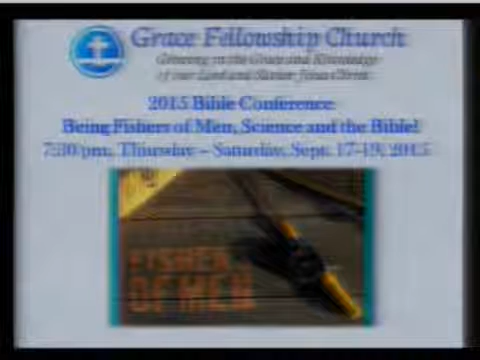 Grace Fellowship Church
Growing in the Grace and Knowledge
of our Lord and Savior Jesus Christ
2015 Bible Conference
Being Fishers of Men, Science and the Bible!
7:30 pm, Thursday – Saturday, Sept. 17-19, 2015
FISHER
OF MEN